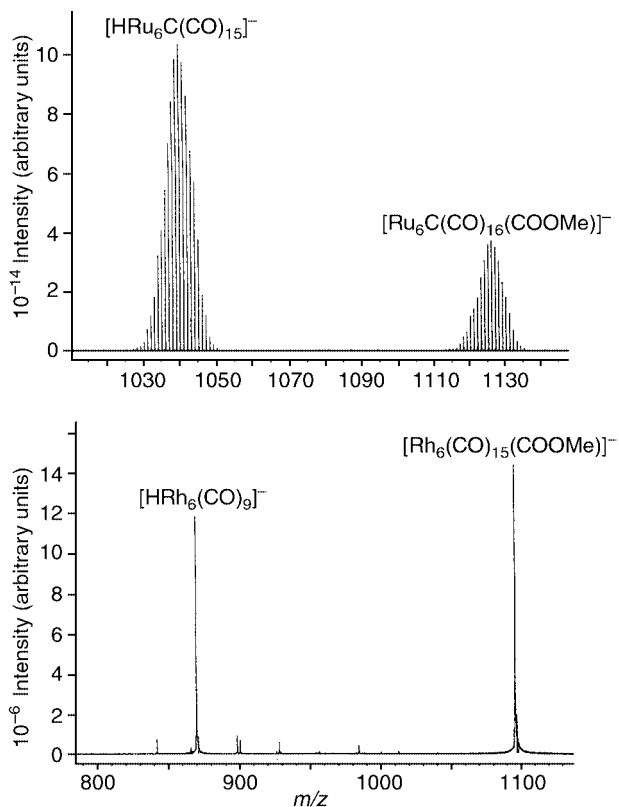 [HRu₆C(CO)₁₅]⁻
[Ru₆C(CO)₁₆(COOMe)]⁻
10⁻¹⁴ Intensity (arbitrary units)
10
8
6
4
2
0
1030 1050 1070 1090 1110 1130
[Rh₆(CO)₁₅(COOMe)]⁻
[HRh₆(CO)₉]⁻
10⁻⁶ Intensity (arbitrary units)
14
12
10
8
6
4
2
0
800 900 1000 1100
m/z